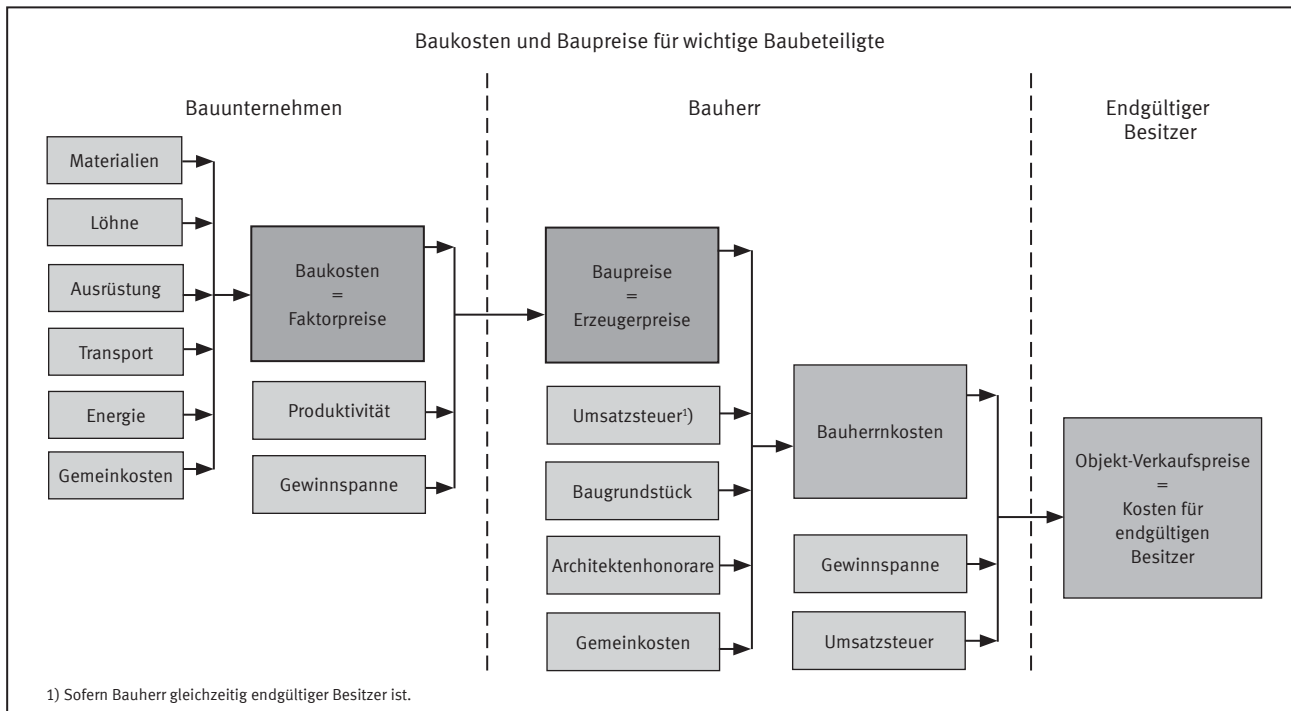 Baukosten und Baupreise für wichtige Baubeteiligte
Bauunternehmen
Materialien
Löhne
Ausrüstung
Transport
Energie
Gemeinkosten
Baukosten
=
Faktorpreise
Produktivität
Gewinnspanne
Bauherr
Baupreise
=
Erzeugerpreise
Umsatzsteuer¹)
Baugrundstück
Architektenhonorare
Gemeinkosten
Bauherrnkosten
Gewinnspanne
Umsatzsteuer
Endgültiger
Besitzer
Objekt-Verkaufspreise
=
Kosten für
endgültigen
Besitzer
1) Sofern Bauherr gleichzeitig endgültiger Besitzer ist.